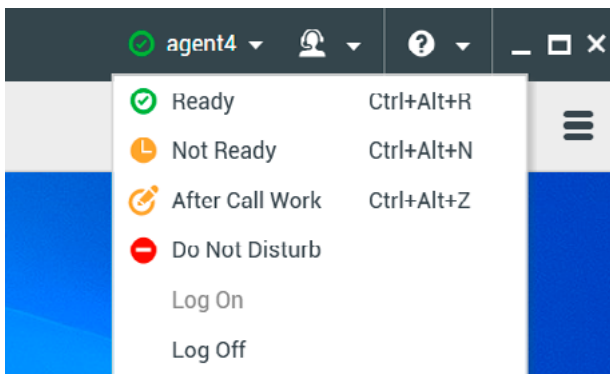 agent4
Ready Ctrl+Alt+R
Not Ready Ctrl+Alt+N
After Call Work Ctrl+Alt+Z
Do Not Disturb
Log On
Log Off